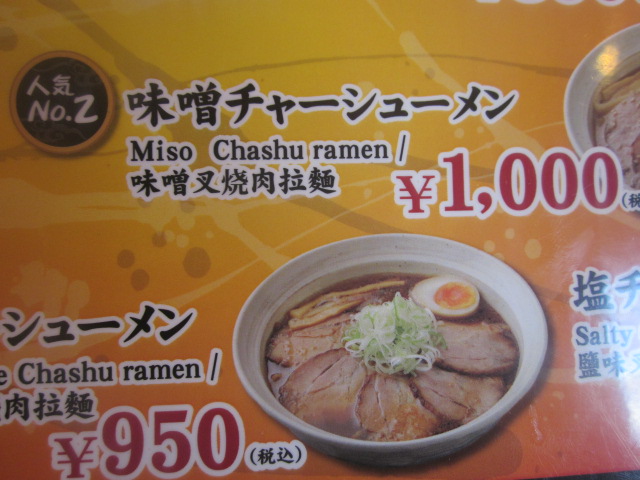 人気
No.2
味噌チャーシューメン
Miso Chashu ramen /
味噌叉烧肉拉麵
¥1,000
(税
シューメン
e Chashu ramen /
肉拉麵
¥950 (税込)
塩チ
Salty
鹽味